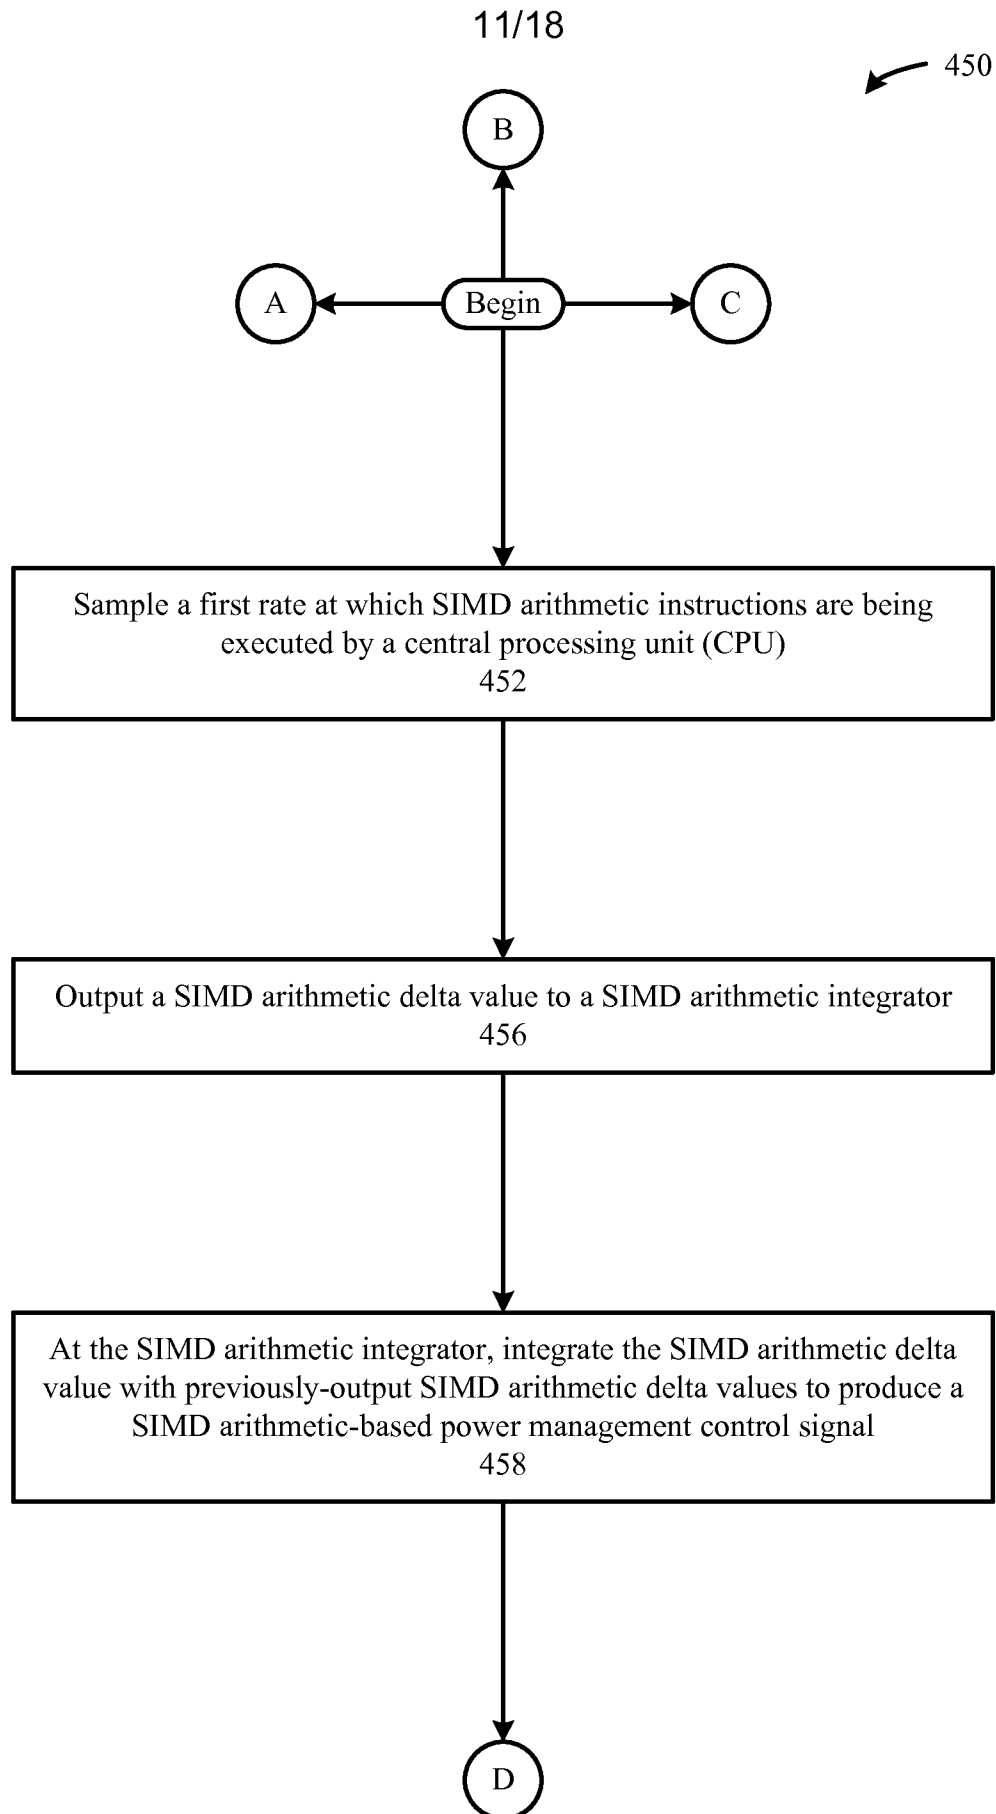 11/18
450
B
A
Begin
C
Sample a first rate at which SIMD arithmetic instructions are being
executed by a central processing unit (CPU)
452
Output a SIMD arithmetic delta value to a SIMD arithmetic integrator
456
At the SIMD arithmetic integrator, integrate the SIMD arithmetic delta
value with previously-output SIMD arithmetic delta values to produce a
SIMD arithmetic-based power management control signal
458
D